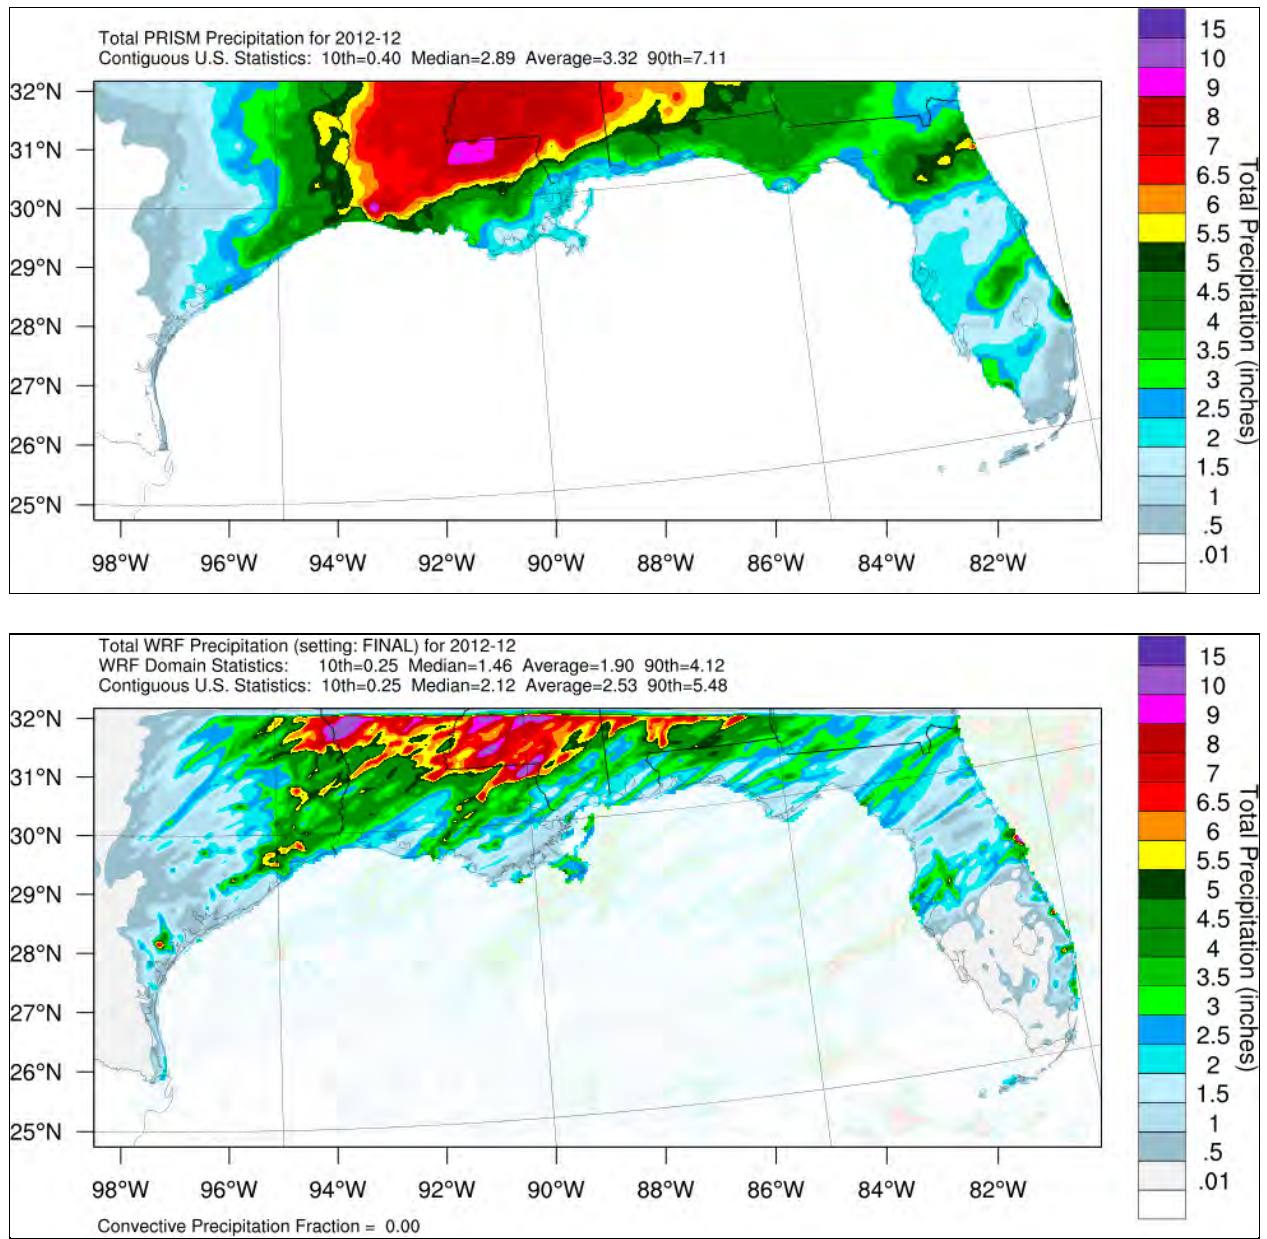 Total PRISM Precipitation for 2012-12
Contiguous U.S. Statistics: 10th=0.40 Median=2.89 Average=3.32 90th=7.11
32°N
31°N
30°N
29°N
28°N
27°N
26°N
25°N
98°W 96°W 94°W 92°W 90°W 88°W 86°W 84°W 82°W
15
10
9
8
7
6.5
6
5.5
5
4.5
4
3.5
3
2.5
2
1.5
1
.5
.01
Total Precipitation (inches)
Total WRF Precipitation (setting: FINAL) for 2012-12
WRF Domain Statistics: 10th=0.25 Median=1.46 Average=1.90 90th=4.12
Contiguous U.S. Statistics: 10th=0.25 Median=2.12 Average=2.53 90th=5.48
32°N
31°N
30°N
29°N
28°N
27°N
26°N
25°N
98°W 96°W 94°W 92°W 90°W 88°W 86°W 84°W 82°W
15
10
9
8
7
6.5
6
5.5
5
4.5
4
3.5
3
2.5
2
1.5
1
.5
.01
Total Precipitation (inches)
Convective Precipitation Fraction = 0.00